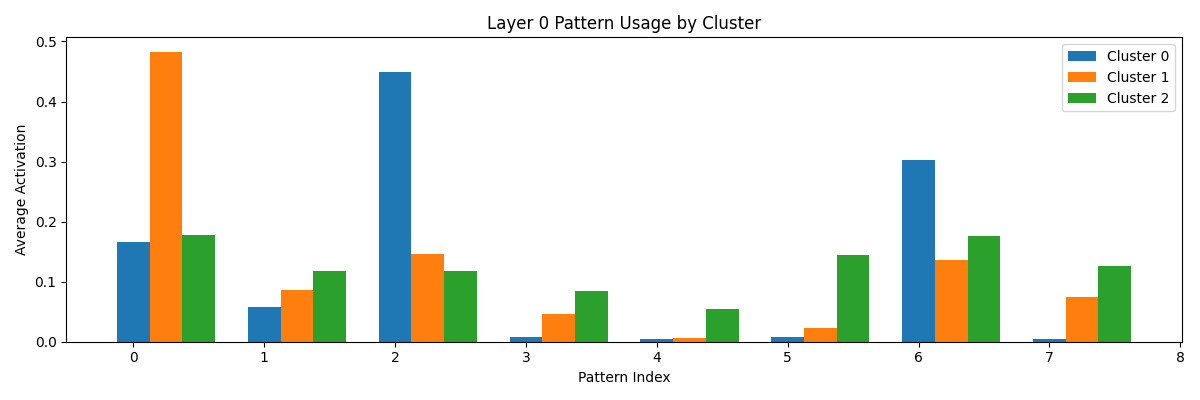 Layer 0 Pattern Usage by Cluster
0.5
0.4
0.3
0.2
0.1
0.0
Average Activation
Cluster 0
Cluster 1
Cluster 2
0 1 2 3 4 5 6 7 8
Pattern Index